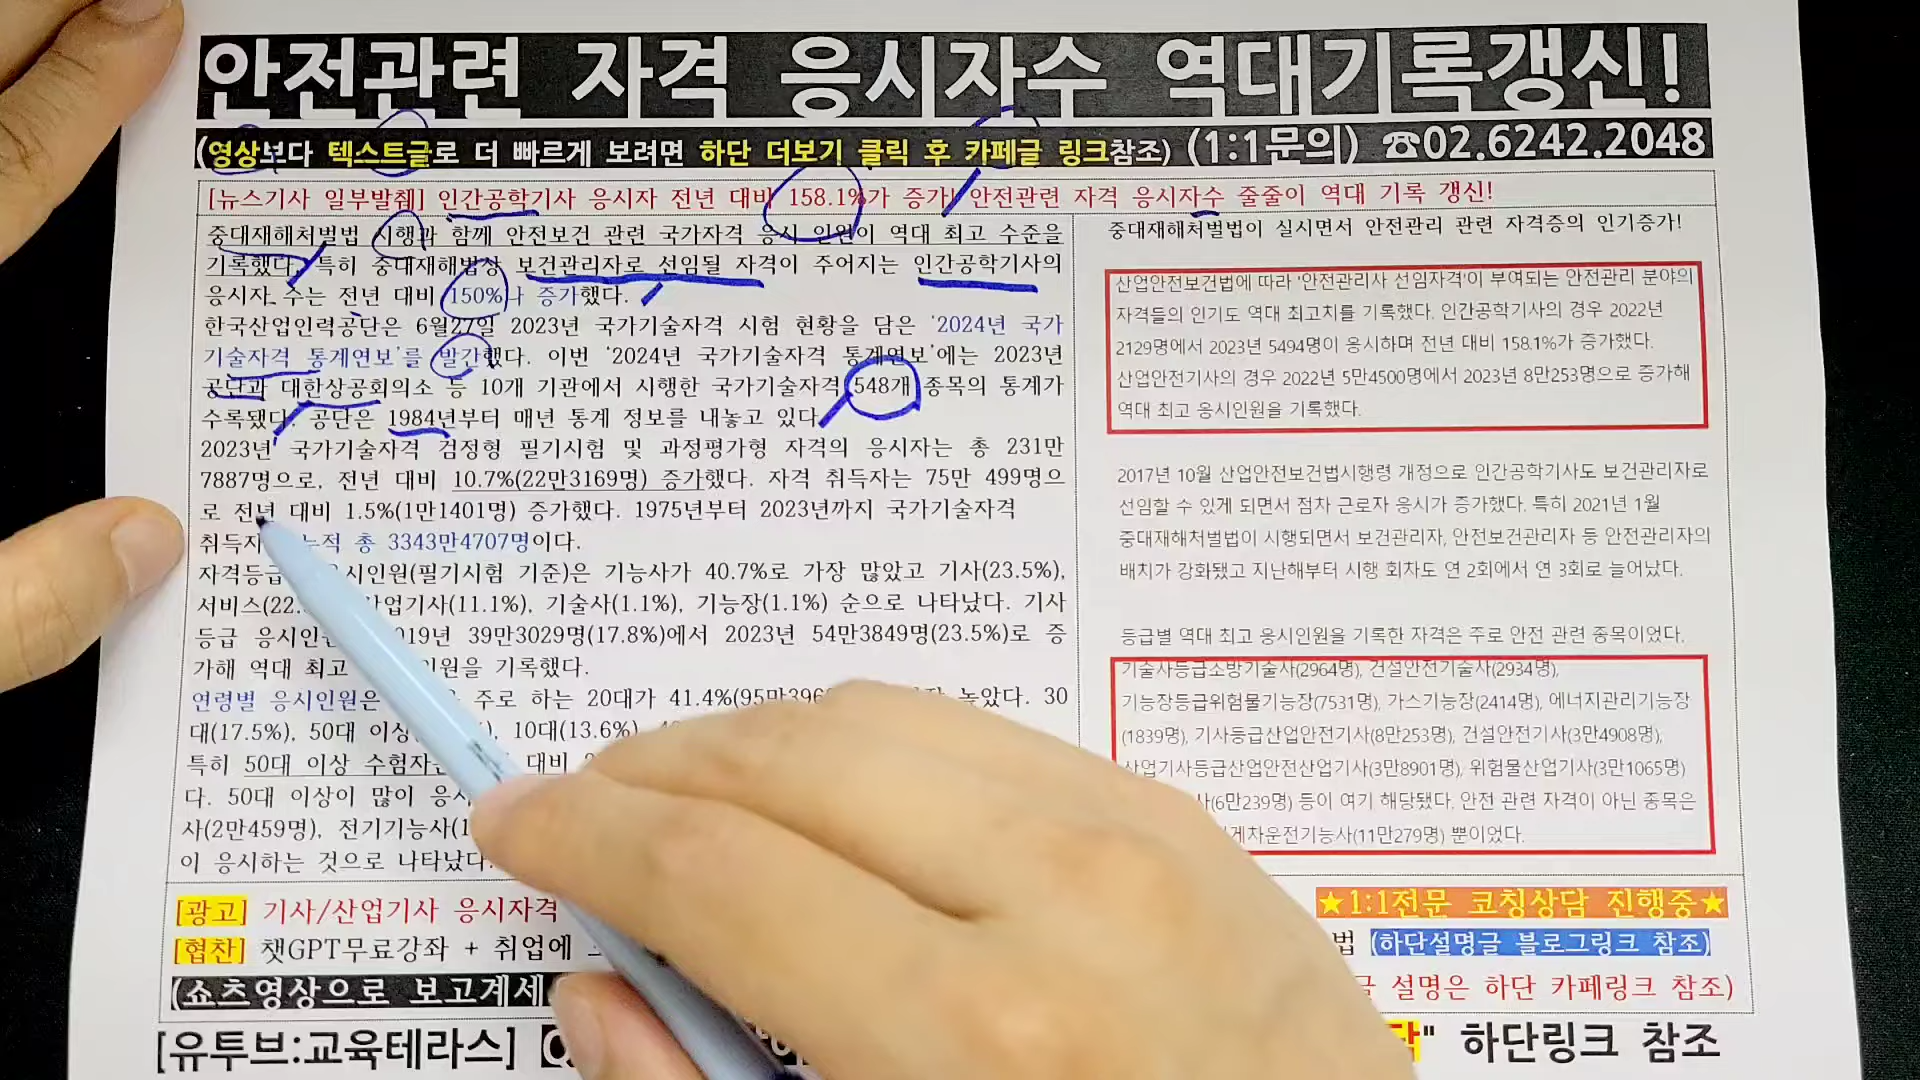 안전관련 자격 응시자수 역대기록갱신!
(영상보다 텍스트글로 더 빠르게 보려면 하단 더보기 클릭 후 카페글 링크참조) (1:1문의) ☎02.6242.2048
[뉴스기사 일부발췌] 인간공학기사 응시자 전년 대비 158.1%가 증가! 안전관련 자격 응시자수 줄줄이 역대 기록 갱신!
중대재해처벌법 시행과 함께 안전보건 관련 국가자격 응시 인원이 역대 최고 수준을
기록했다. 특히 중대재해법상 보건관리자로 선임될 자격이 주어지는 인간공학기사의
응시자 수는 전년 대비 150%나 증가했다.
한국산업인력공단은 6월27일 2023년 국가기술자격 시험 현황을 담은 '2024년 국가
기술자격 통계연보'를 발간했다. 이번 '2024년 국가기술자격 통계연보'에는 2023년
공단과 대한상공회의소 등 10개 기관에서 시행한 국가기술자격 548개 종목의 통계가
수록됐다. 공단은 1984년부터 매년 통계 정보를 내놓고 있다.
2023년 국가기술자격 검정형 필기시험 및 과정평가형 자격의 응시자는 총 231만
7887명으로, 전년 대비 10.7%(22만3169명) 증가했다. 자격 취득자는 75만 499명으
로 전년 대비 1.5%(1만1401명) 증가했다. 1975년부터 2023년까지 국가기술자격
취득자 누적 총 3343만4707명이다.
자격등급 응시인원(필기시험 기준)은 기능사가 40.7%로 가장 많았고 기사(23.5%),
서비스(22. 산업기사(11.1%), 기술사(1.1%), 기능장(1.1%) 순으로 나타났다. 기사
등급 응시인원 2019년 39만3029명(17.8%)에서 2023년 54만3849명(23.5%)로 증
가해 역대 최고 인원을 기록했다.
연령별 응시인원은 주로 하는 20대가 41.4%(95만396 높았다. 30
대(17.5%), 50대 이상 10대(13.6%),
특히 50대 이상 수험자는 대비
다. 50대 이상이 많이
사(2만459명), 전기기능사(1
이 응시하는 것으로 나타났다.
중대재해처벌법이 실시면서 안전관리 관련 자격증의 인기증가!
산업안전보건법에 따라 '안전관리사 선임자격'이 부여되는 안전관리 분야의
자격들의 인기도 역대 최고치를 기록했다. 인간공학기사의 경우 2022년
2129명에서 2023년 5494명이 응시하며 전년 대비 158.1%가 증가했다.
산업안전기사의 경우 2022년 5만4500명에서 2023년 8만253명으로 증가해
역대 최고 응시인원을 기록했다.
2017년 10월 산업안전보건법시행령 개정으로 인간공학기사도 보건관리자로
선임할 수 있게 되면서 점차 근로자 응시가 증가했다. 특히 2021년 1월
중대재해처벌법이 시행되면서 보건관리자, 안전보건관리자 등 안전관리자의
배치가 강화됐고 지난해부터 시행 회차도 연 2회에서 연 3회로 늘어났다.
등급별 역대 최고 응시인원을 기록한 자격은 주로 안전 관련 종목이었다.
기술사등급소방기술사(2964명), 건설안전기술사(2934명),
기능장등급위험물기능장(7531명), 가스기능장(2414명), 에너지관리기능장
(1839명), 기사등급산업안전기사(8만253명), 건설안전기사(3만4908명),
산업기사등급산업안전산업기사(3만8901명), 위험물산업기사(3만1065명)
사(6만239명) 등이 여기 해당됐다. 안전 관련 자격이 아닌 종목은
게차운전기능사(11만279명) 뿐이었다.
[광고] 기사/산업기사 응시자격 ★1:1전문 코칭상담 진행중★
[협찬] 챗GPT무료강좌 + 취업에 법 (하단설명글 블로그링크 참조)
(쇼츠영상으로 보고계세 글 설명은 하단 카페링크 참조)
[유투브:교육테라스] " 하단링크 참조